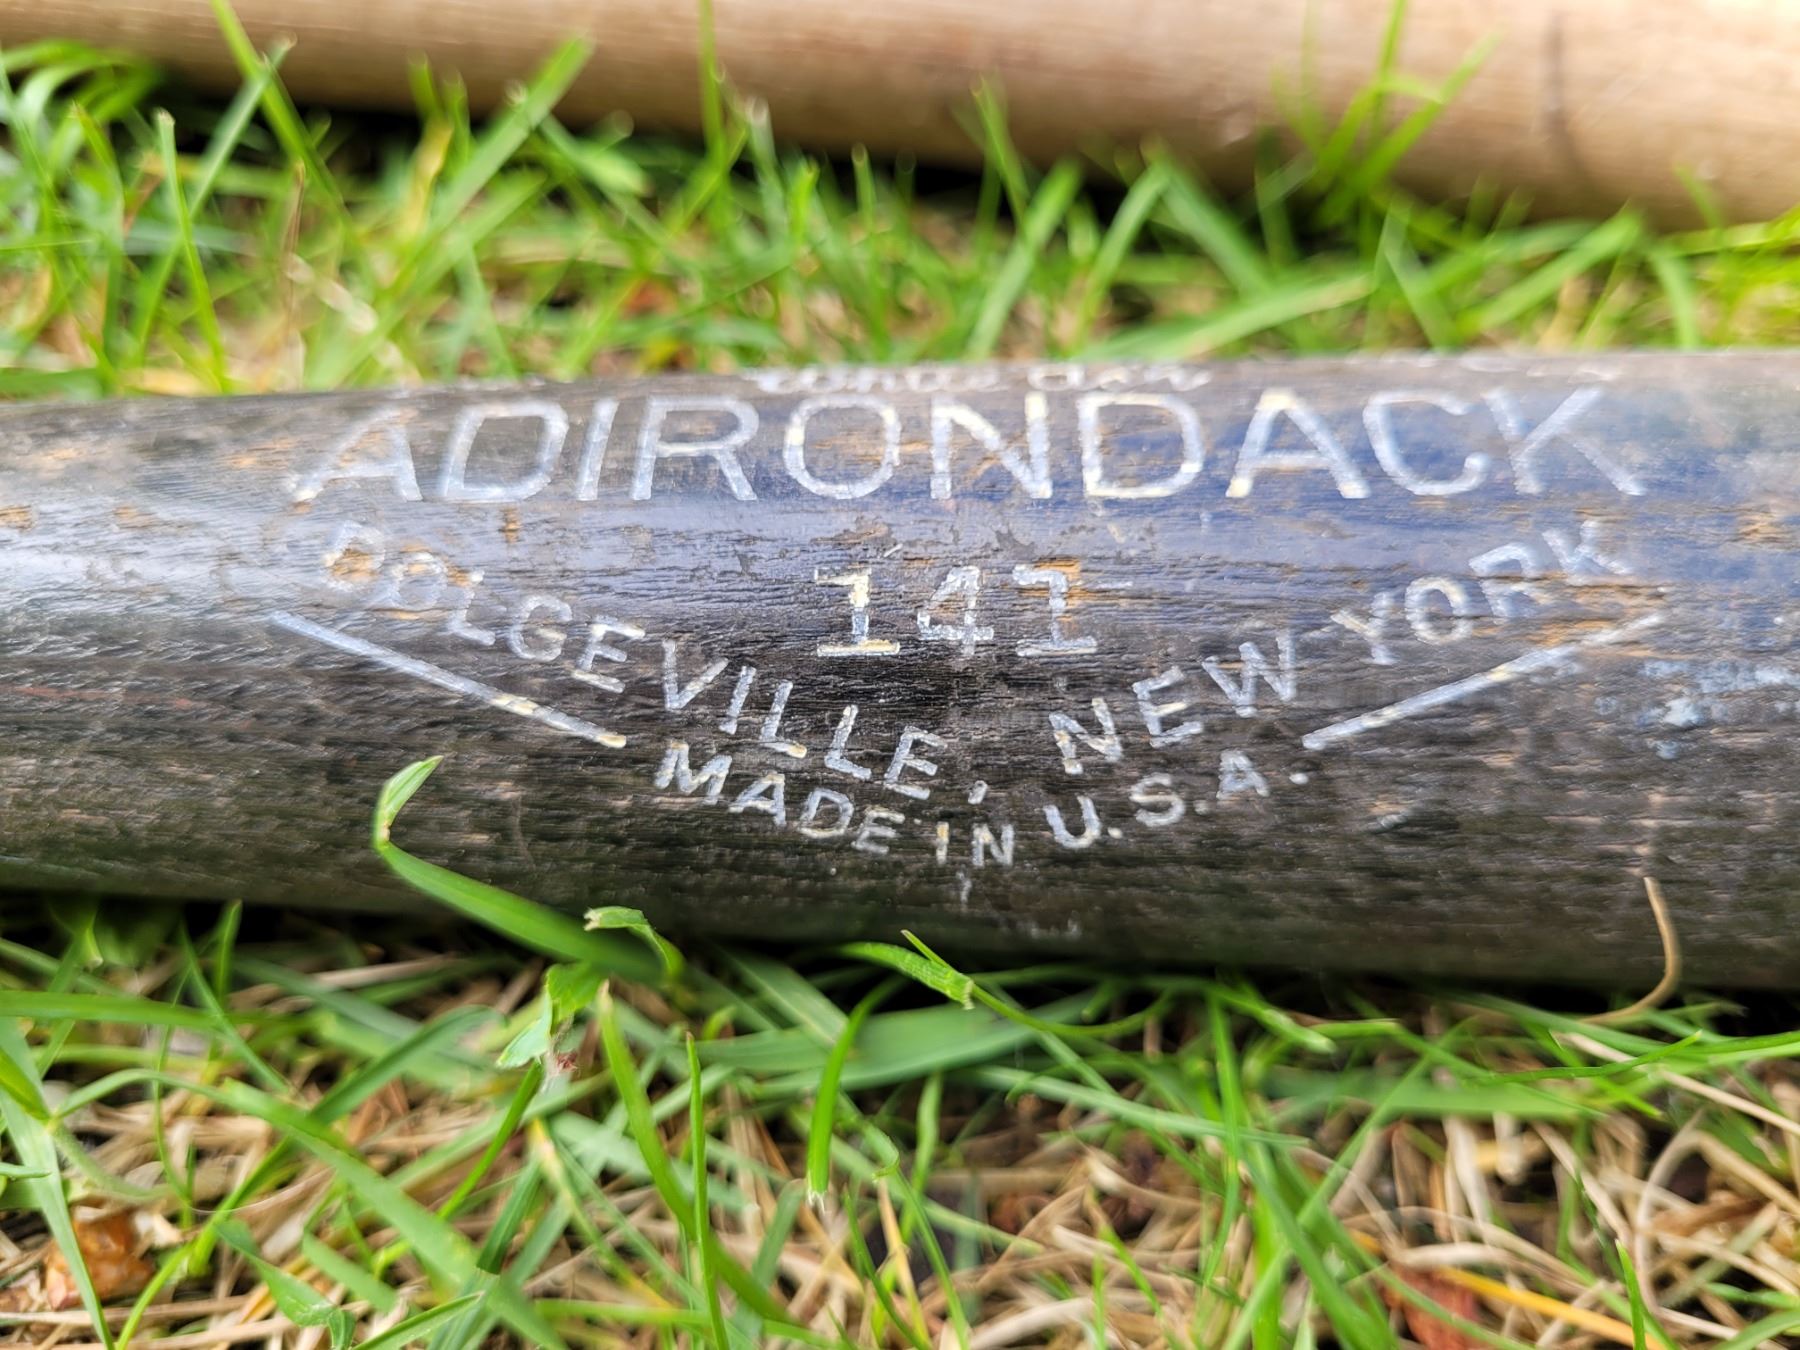 ADIRONDACK
141
DOLGEVILLE, NEW YORK
MADE IN U.S.A.